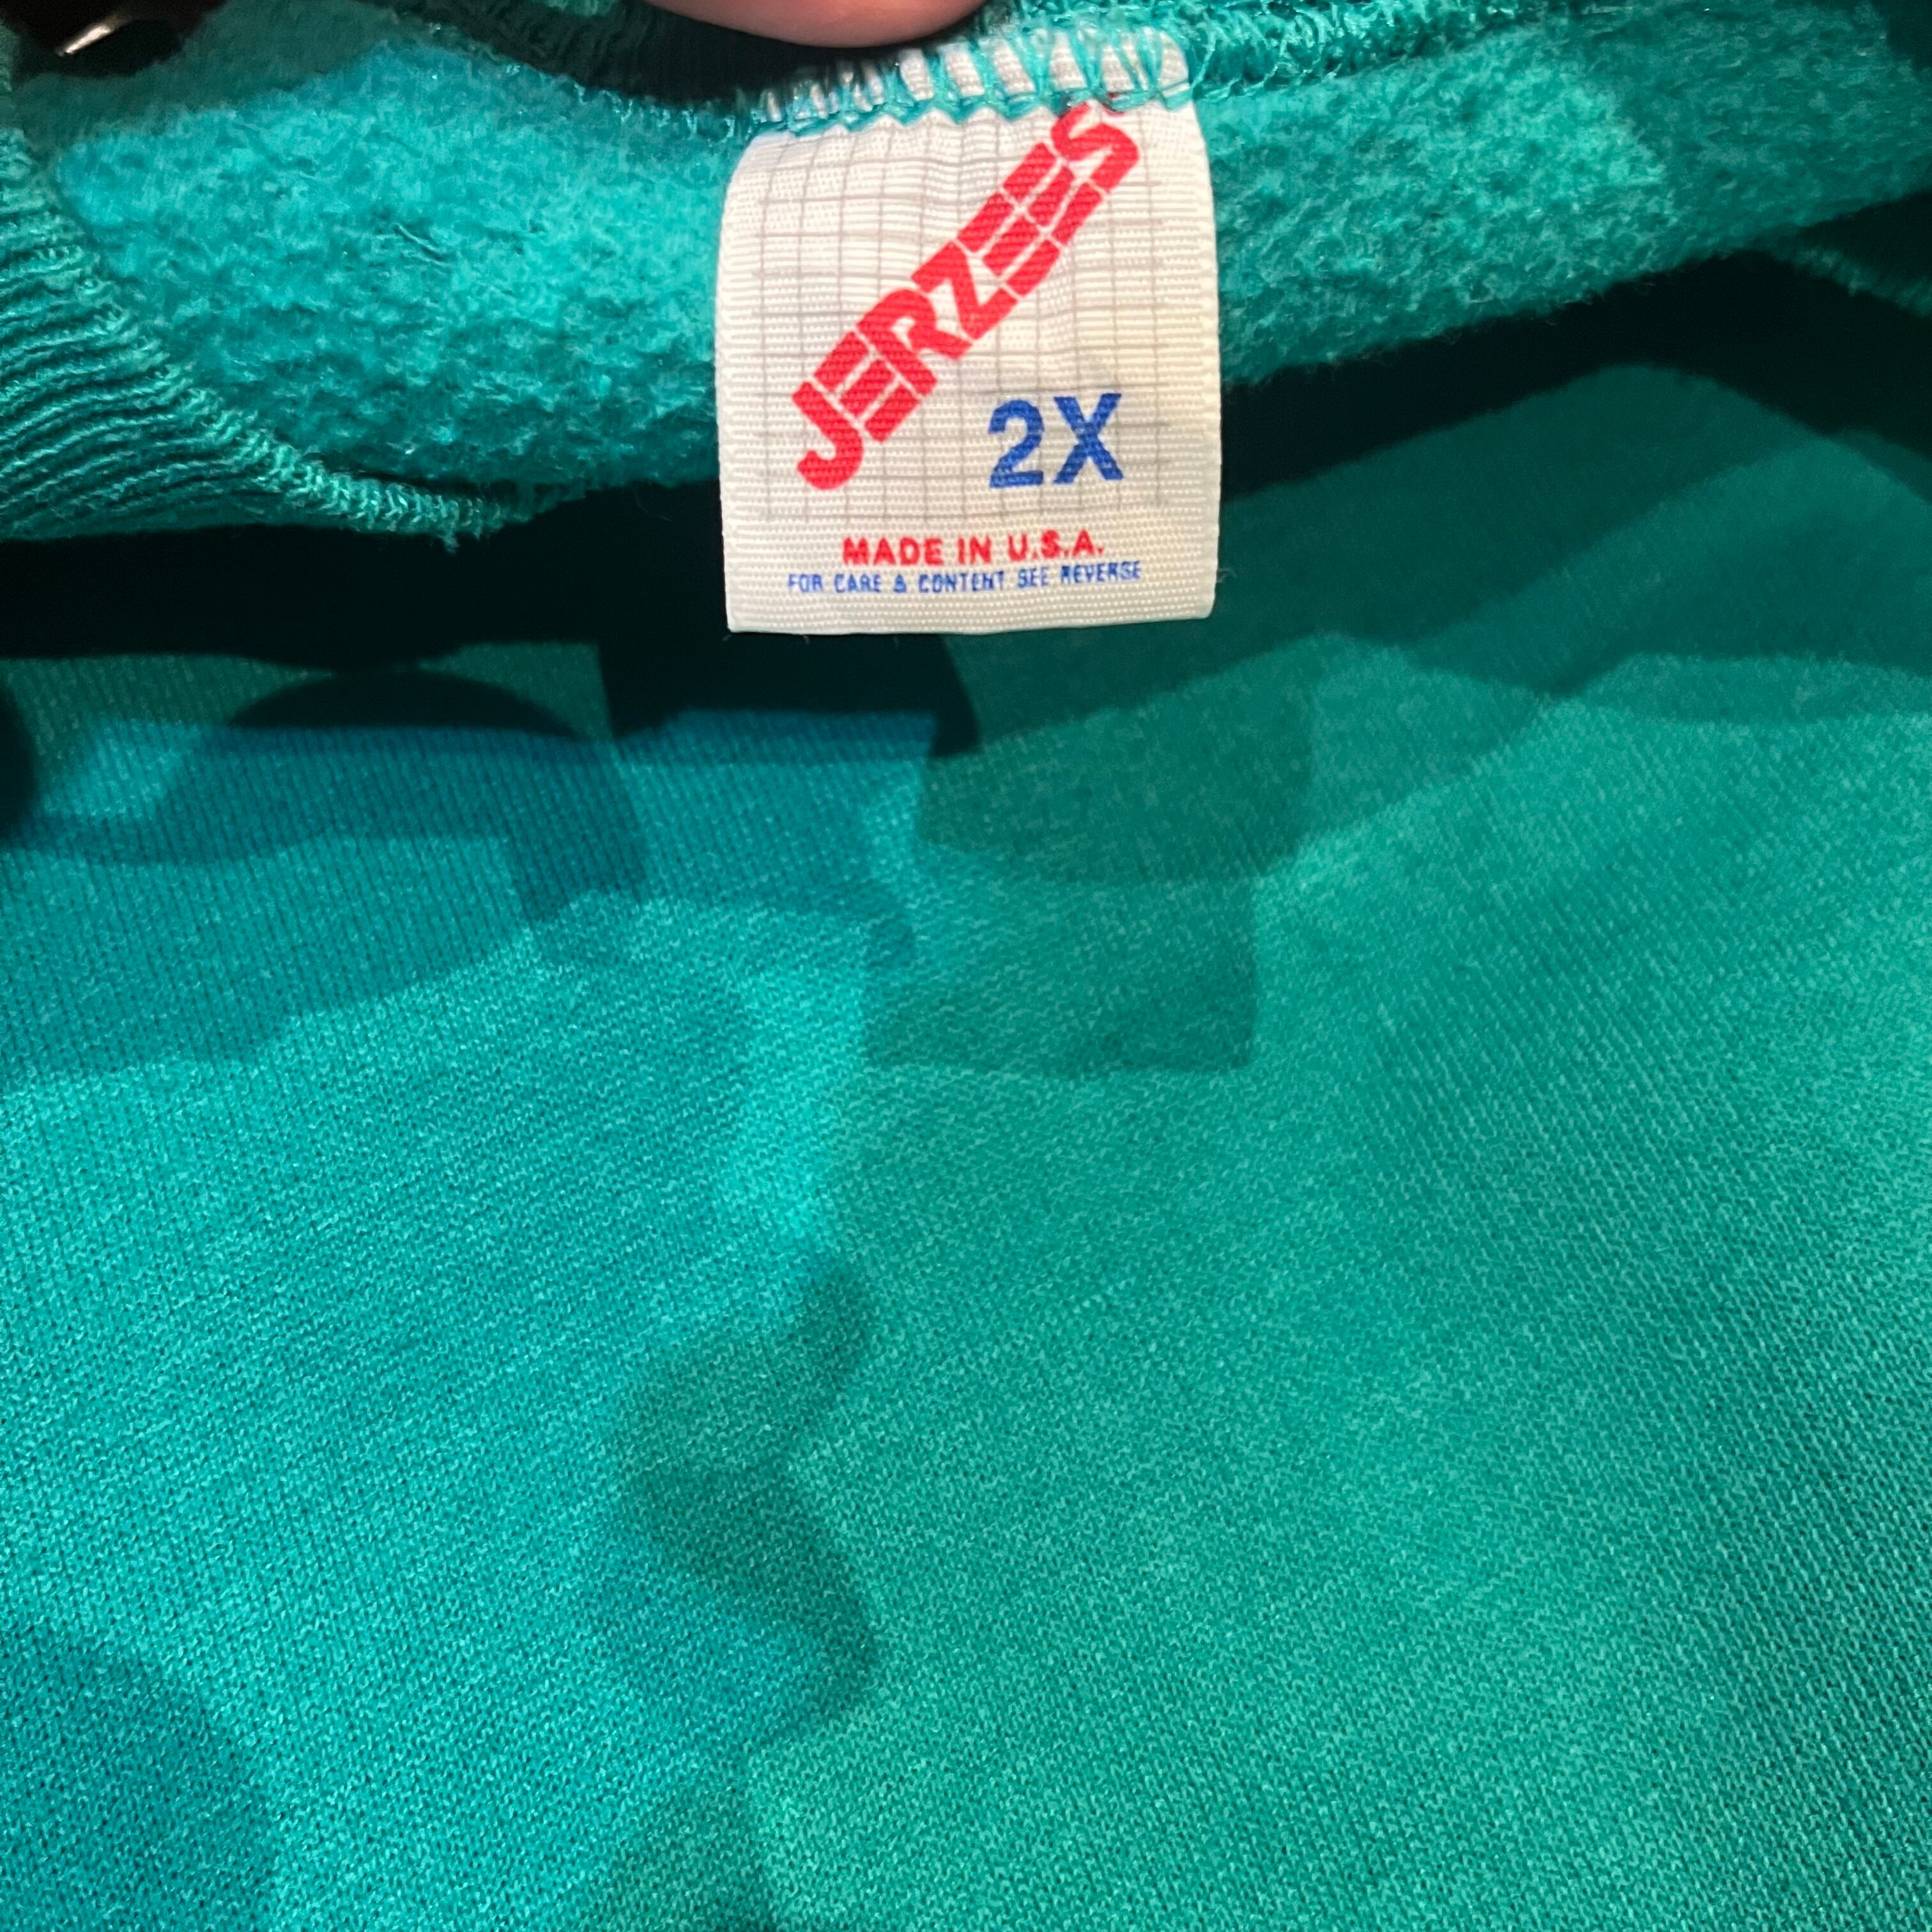 JERZEES
2X
MADE IN U.S.A.
FOR CARE & CONTENT SEE REVERSE